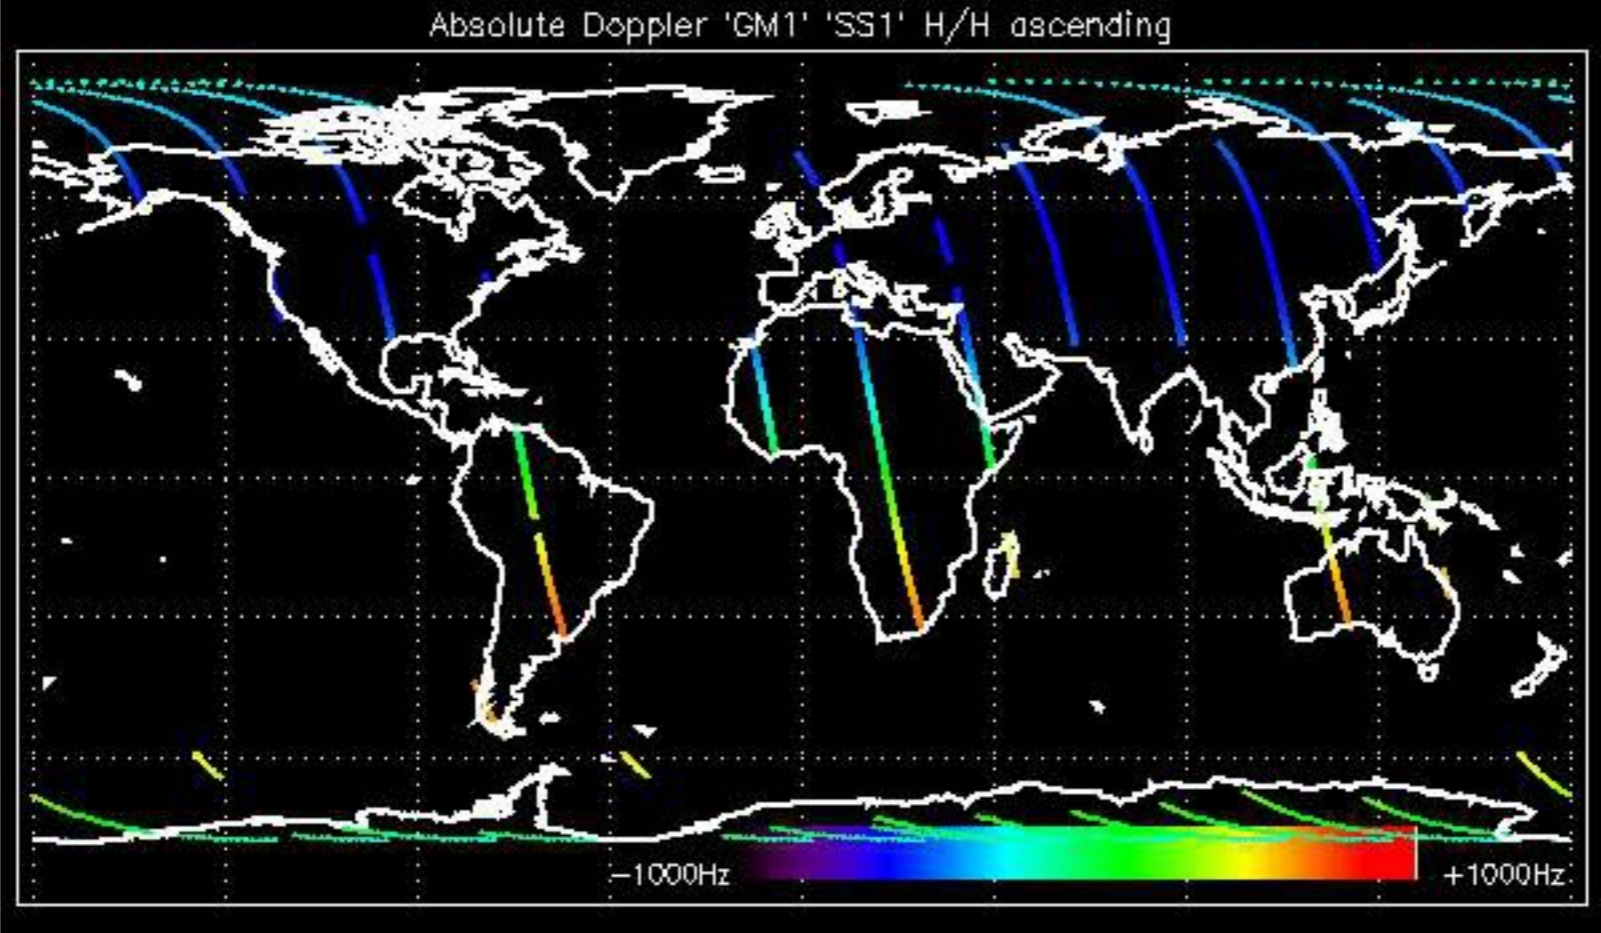 Absolute Doppler 'GM1' 'SS1' H/H ascending
−1000Hz +1000Hz